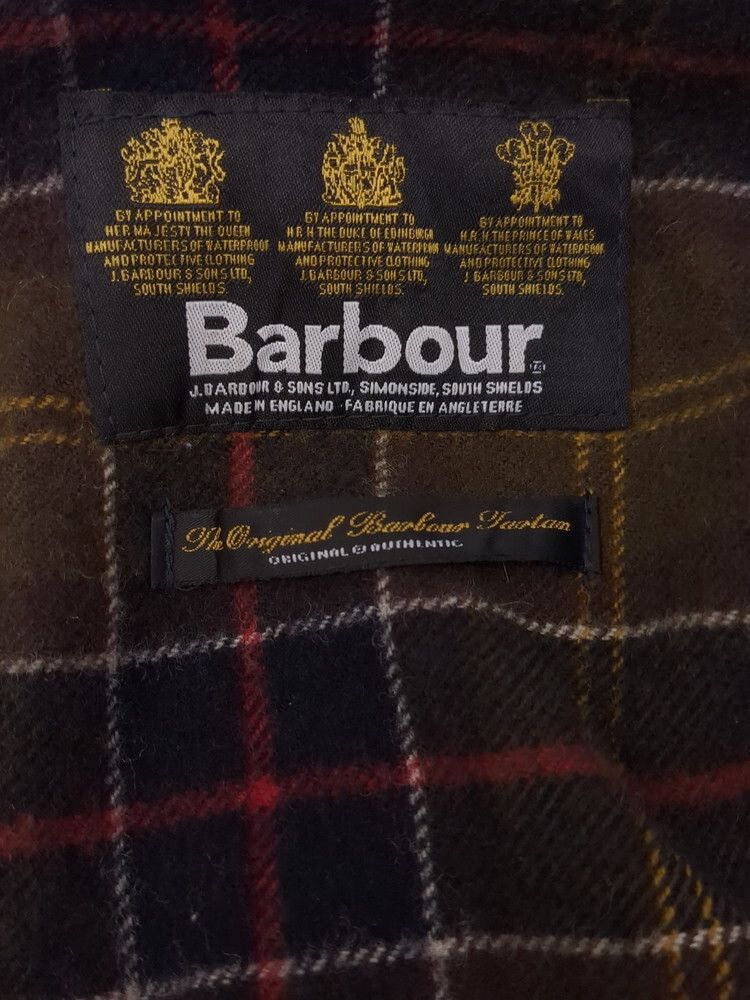 BY APPOINTMENT TO
HER MAJESTY THE QUEEN
MANUFACTURERS OF WATERPROOF
AND PROTECTIVE CLOTHING
J. BARBOUR & SONS LTD,
SOUTH SHIELDS.
BY APPOINTMENT TO
H.R.H. THE DUKE OF EDINBURGH
MANUFACTURERS OF WATERPROOF
AND PROTECTIVE CLOTHING
J. BARBOUR & SONS LTD,
SOUTH SHIELDS.
BY APPOINTMENT TO
H.R.H. THE PRINCE OF WALES
MANUFACTURERS OF WATERPROOF
AND PROTECTIVE CLOTHING
J. BARBOUR & SONS LTD,
SOUTH SHIELDS.
Barbour
J. BARBOUR & SONS LTD., SIMONSIDE, SOUTH SHIELDS
MADE IN ENGLAND · FABRIQUE EN ANGLETERRE
The Original Barbour Tartan
ORIGINAL & AUTHENTIC